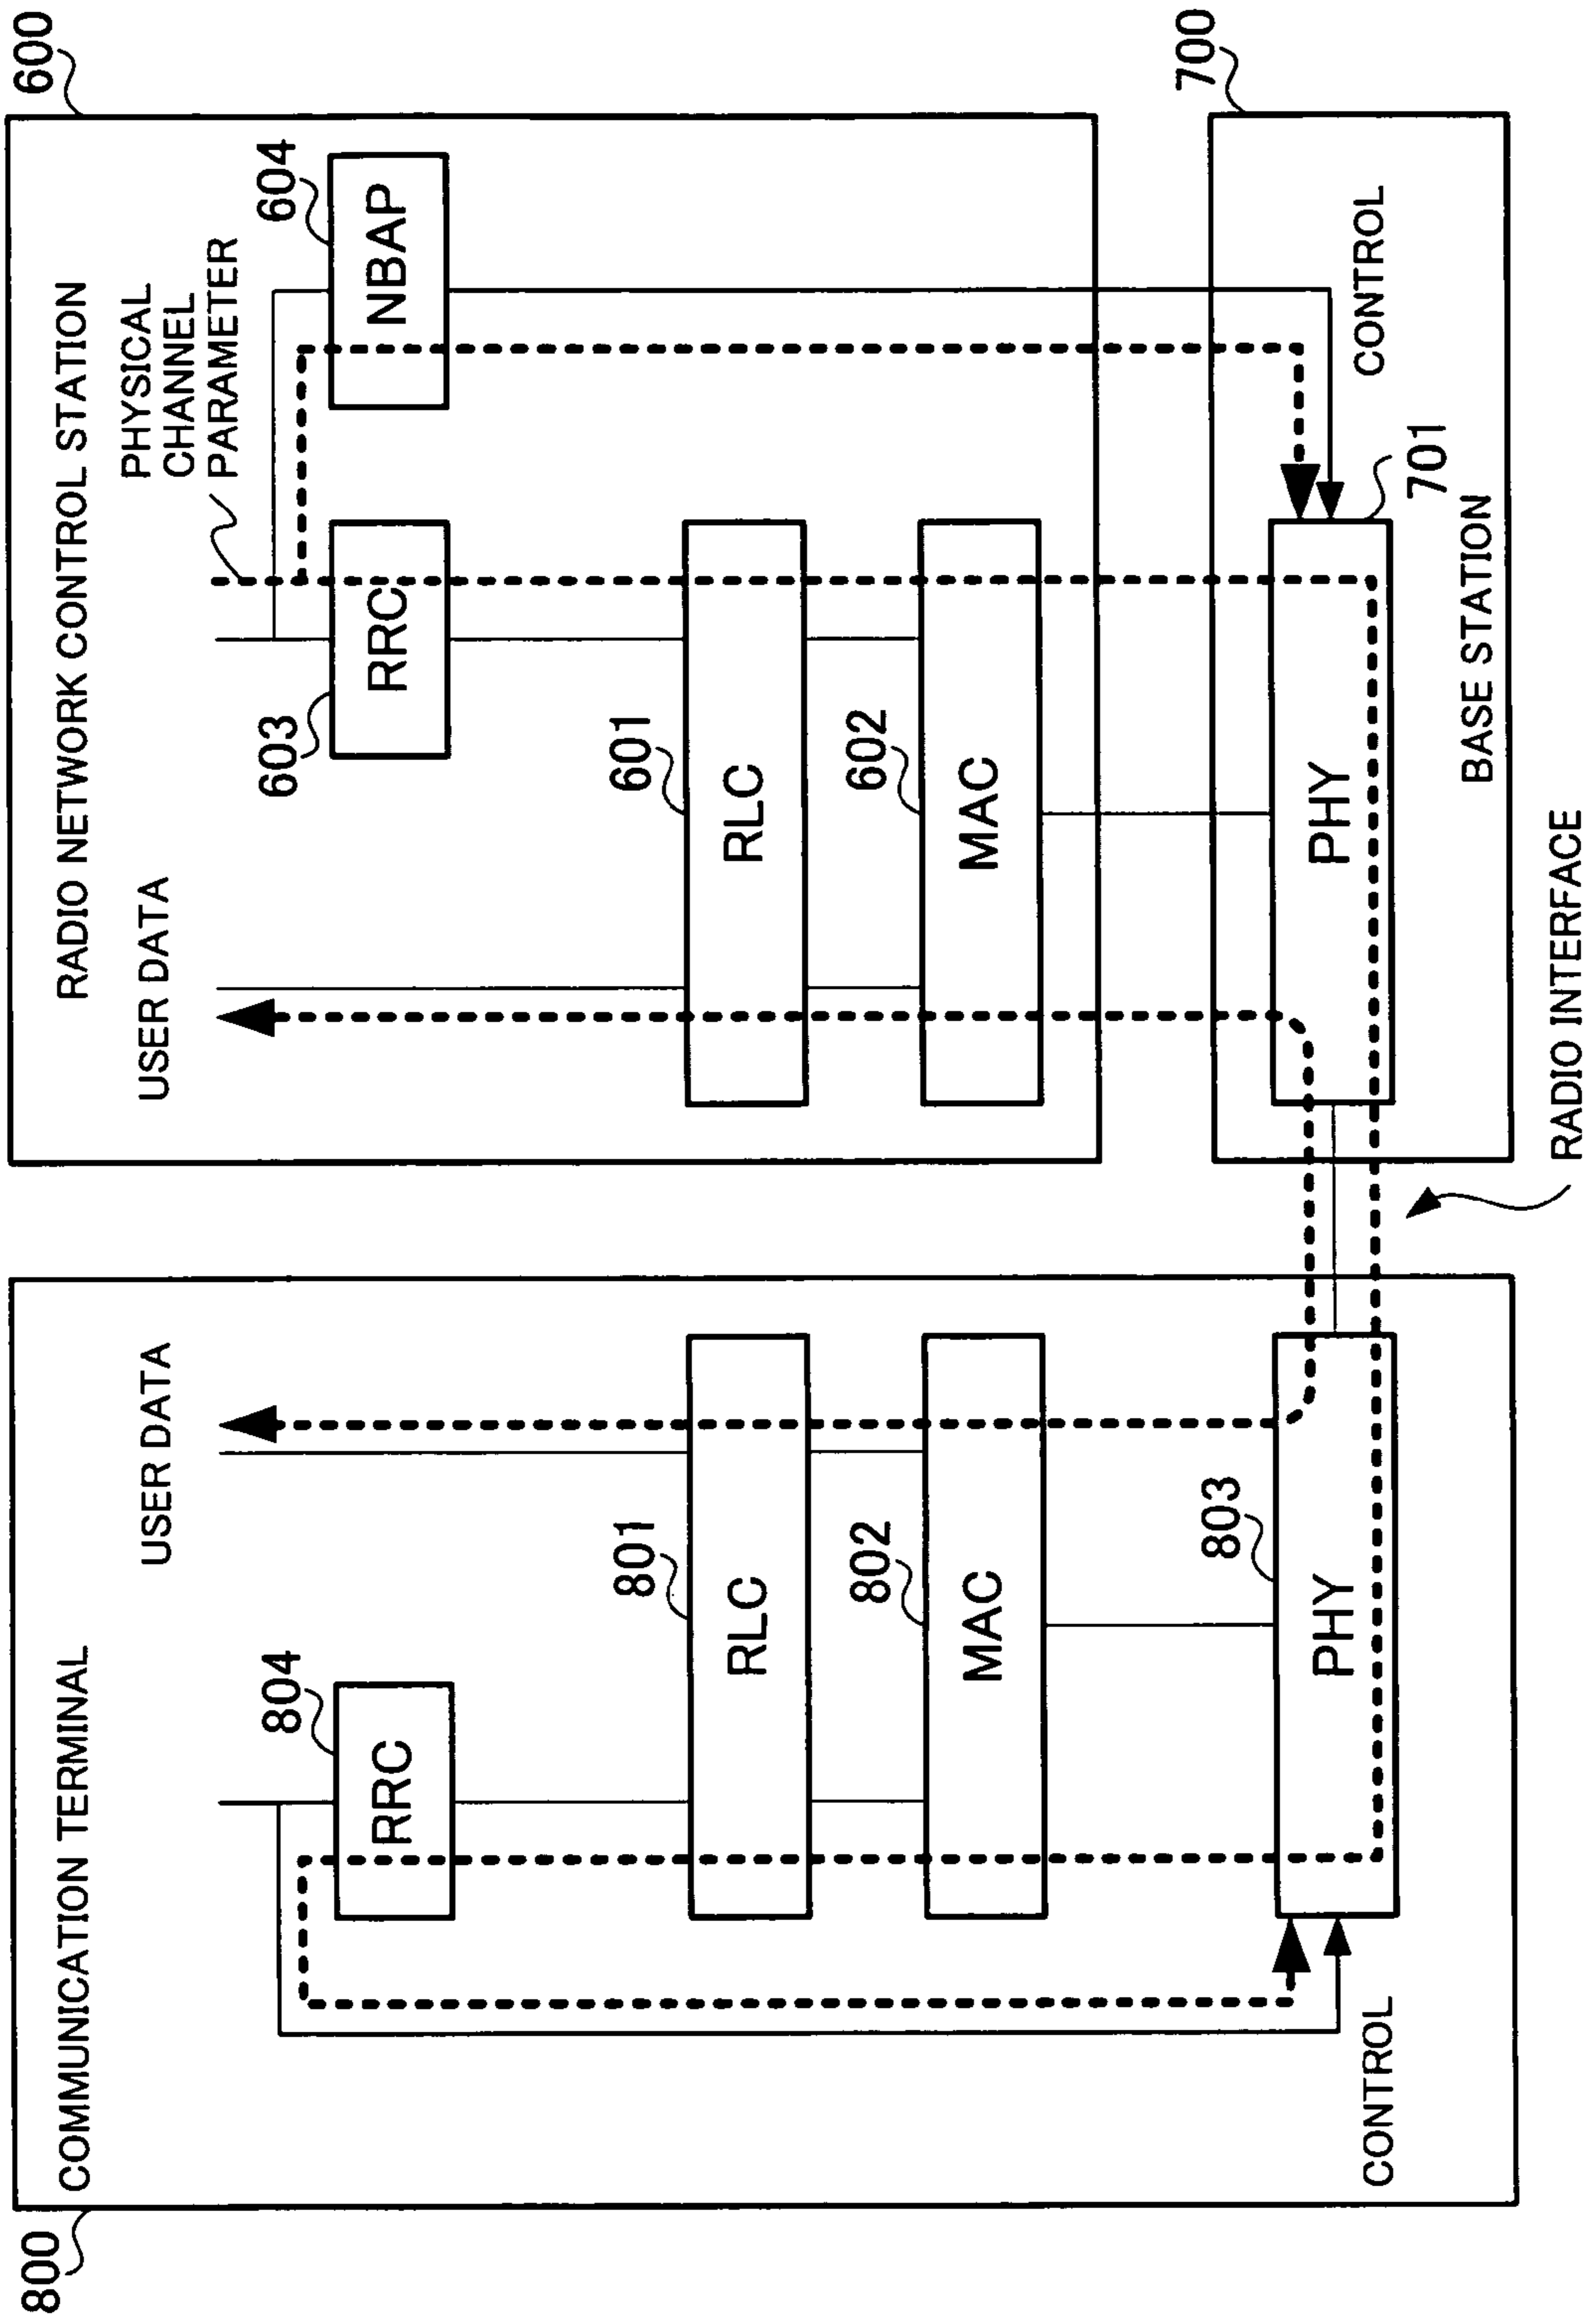 800
COMMUNICATION TERMINAL
USER DATA
804
RRC
801
RLC
802
MAC
803
PHY
CONTROL
600
RADIO NETWORK CONTROL STATION
USER DATA
PHYSICAL
CHANNEL
PARAMETER
603
RRC
604
NBAP
601
RLC
602
MAC
700
PHY
701
CONTROL
BASE STATION
RADIO INTERFACE